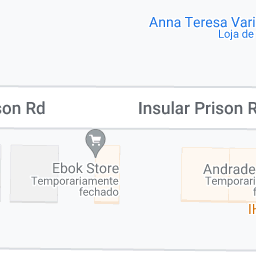 Anna Teresa Vari
Loja de
son Rd
Insular Prison R
Ebok Store
Temporariamente
fechado
Andrade
Temporari
f
IH